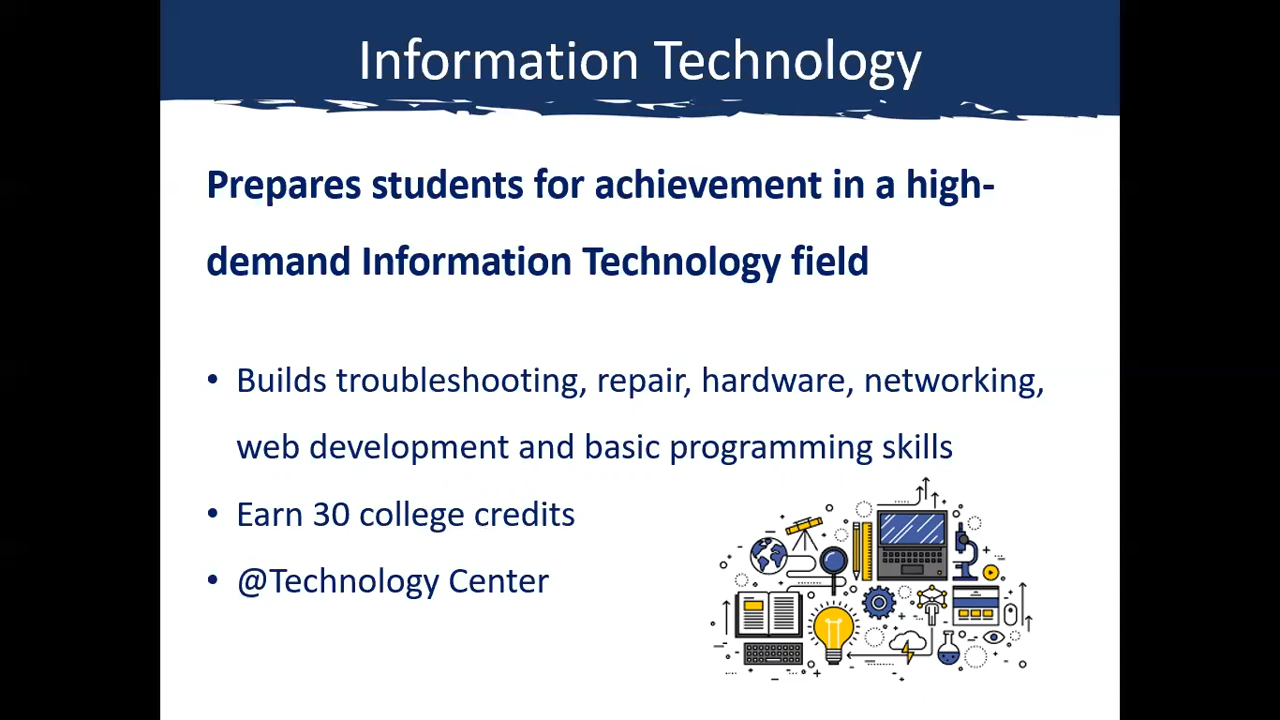 Information Technology
Prepares students for achievement in a high-
demand Information Technology field
• Builds troubleshooting, repair, hardware, networking,
web development and basic programming skills
• Earn 30 college credits
• @Technology Center